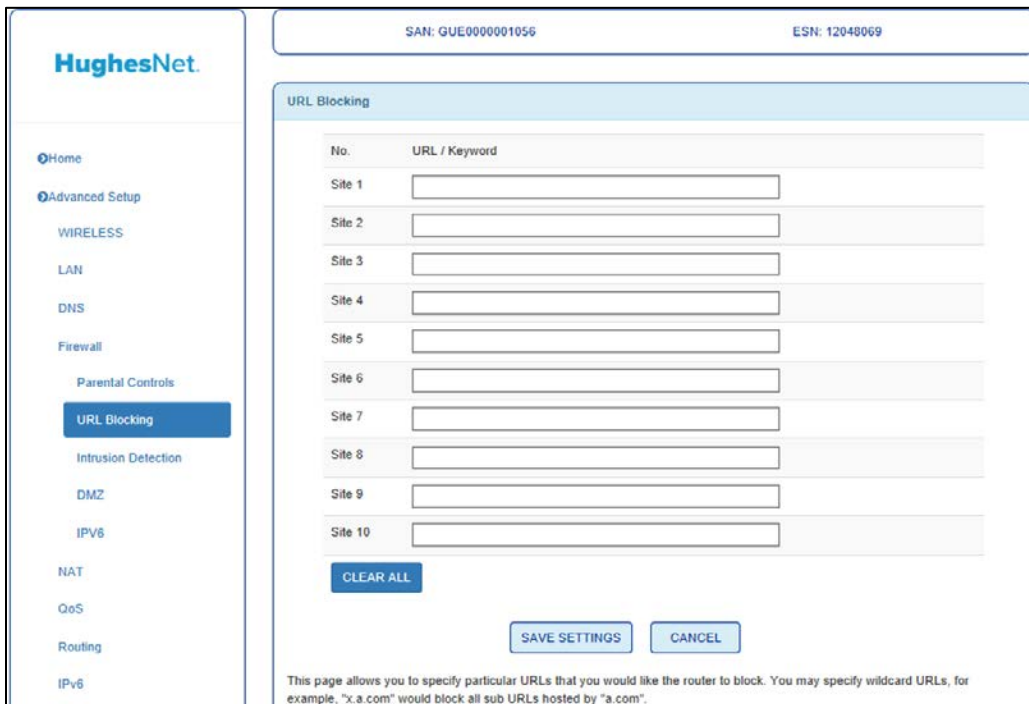 SAN: GUE0000001056 ESN: 12048069
HughesNet.
Home
Advanced Setup
WIRELESS
LAN
DNS
Firewall
Parental Controls
URL Blocking
Intrusion Detection
DMZ
IPV6
NAT
QoS
Routing
IPv6
URL Blocking
No. URL / Keyword
Site 1
Site 2
Site 3
Site 4
Site 5
Site 6
Site 7
Site 8
Site 9
Site 10
CLEAR ALL
SAVE SETTINGS CANCEL
This page allows you to specify particular URLs that you would like the router to block. You may specify wildcard URLs, for
example, "x.a.com" would block all sub URLs hosted by "a.com".